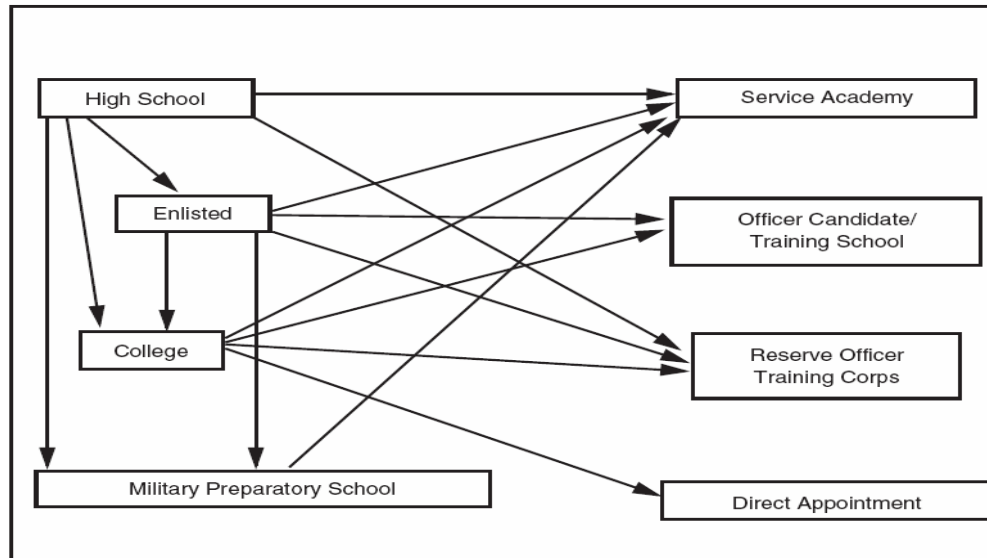 High School
Service Academy
Enlisted
Officer Candidate/
Training School
College
Reserve Officer
Training Corps
Military Preparatory School
Direct Appointment